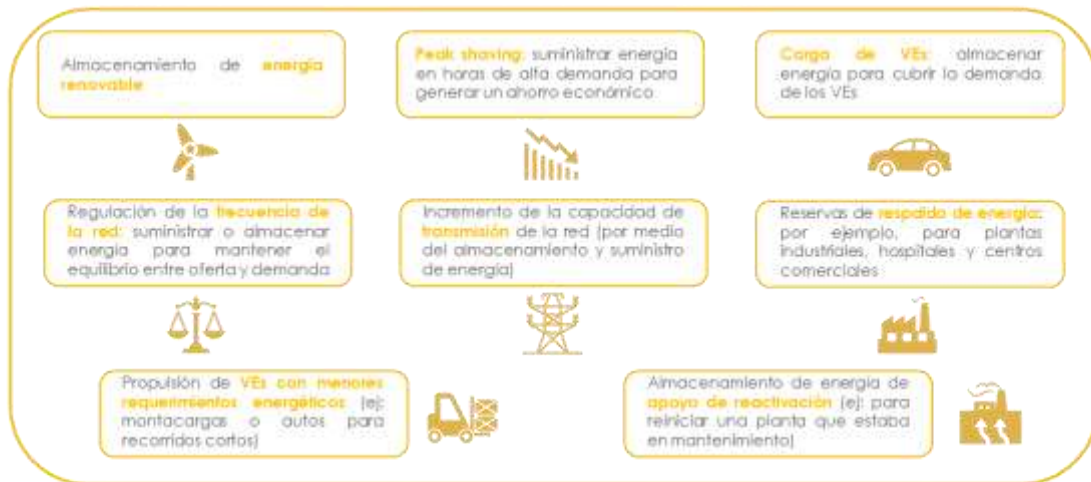 Almacenamiento de energía
renovable
Peak shaving: suministrar energía
en horas de alta demanda para
generar un ahorro económico
Carga de VEs: almacenar
energía para cubrir la demanda
de los VEs
Regulación de la frecuencia de
la red: suministrar o almacenar
energía para mantener el
equilibrio entre oferta y demanda
Incremento de la capacidad de
transmisión de la red (por medio
del almacenamiento y suministro
de energía)
Reservas de respaldo de energía:
por ejemplo, para plantas
industriales, hospitales y centros
comerciales
Propulsión de VEs con menores
requerimientos energéticos (ej:
montacargas o autos para
recorridos cortos)
Almacenamiento de energía de
apoyo de reactivación (ej: para
reiniciar una planta que estaba
en mantenimiento)